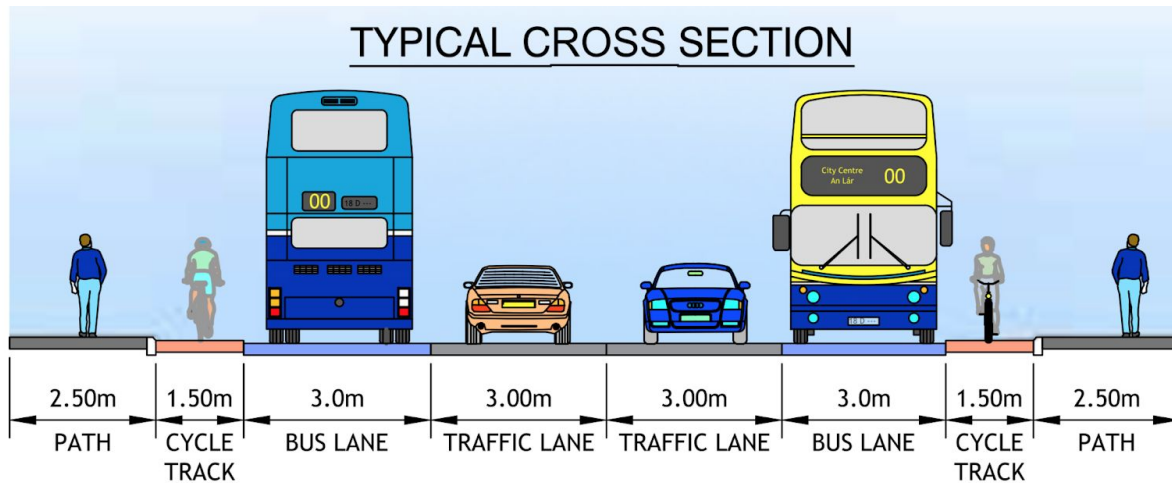 TYPICAL CROSS SECTION
City Centre
An Lár
00
00
18 D ---
18 D ---
2.50m
1.50m
3.0m
3.00m
3.00m
3.0m
1.50m
2.50m
PATH
CYCLE
TRACK
BUS LANE
TRAFFIC LANE
TRAFFIC LANE
BUS LANE
CYCLE
TRACK
PATH